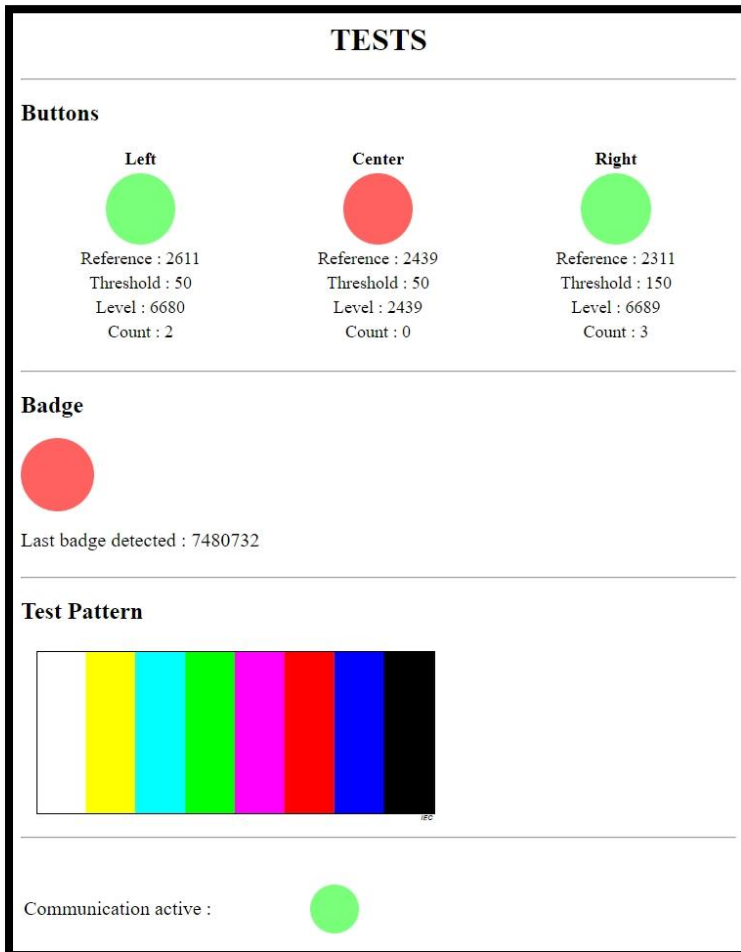 TESTS
Buttons
Left Center Right
Reference : 2611 Reference : 2439 Reference : 2311
Threshold : 50 Threshold : 50 Threshold : 150
Level : 6680 Level : 2439 Level : 6689
Count : 2 Count : 0 Count : 3
Badge
Last badge detected : 7480732
Test Pattern
IEC
Communication active :